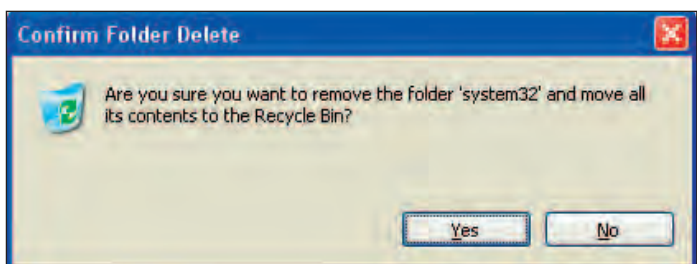 Confirm Folder Delete
Are you sure you want to remove the folder 'system32' and move all
its contents to the Recycle Bin?
Yes No